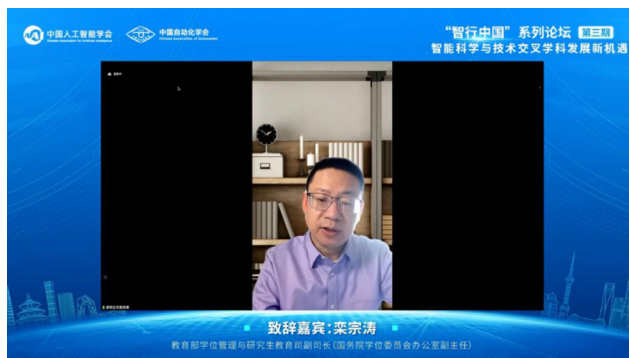 中国人工智能学会
中国自动化学会
Chinese Association of Automation
“智行中国”系列论坛 第三期
智能科学与技术交叉学科发展新机遇
致辞嘉宾:栾宗涛
教育部学位管理与研究生教育司副司长(国务院学位委员会办公室副主任)